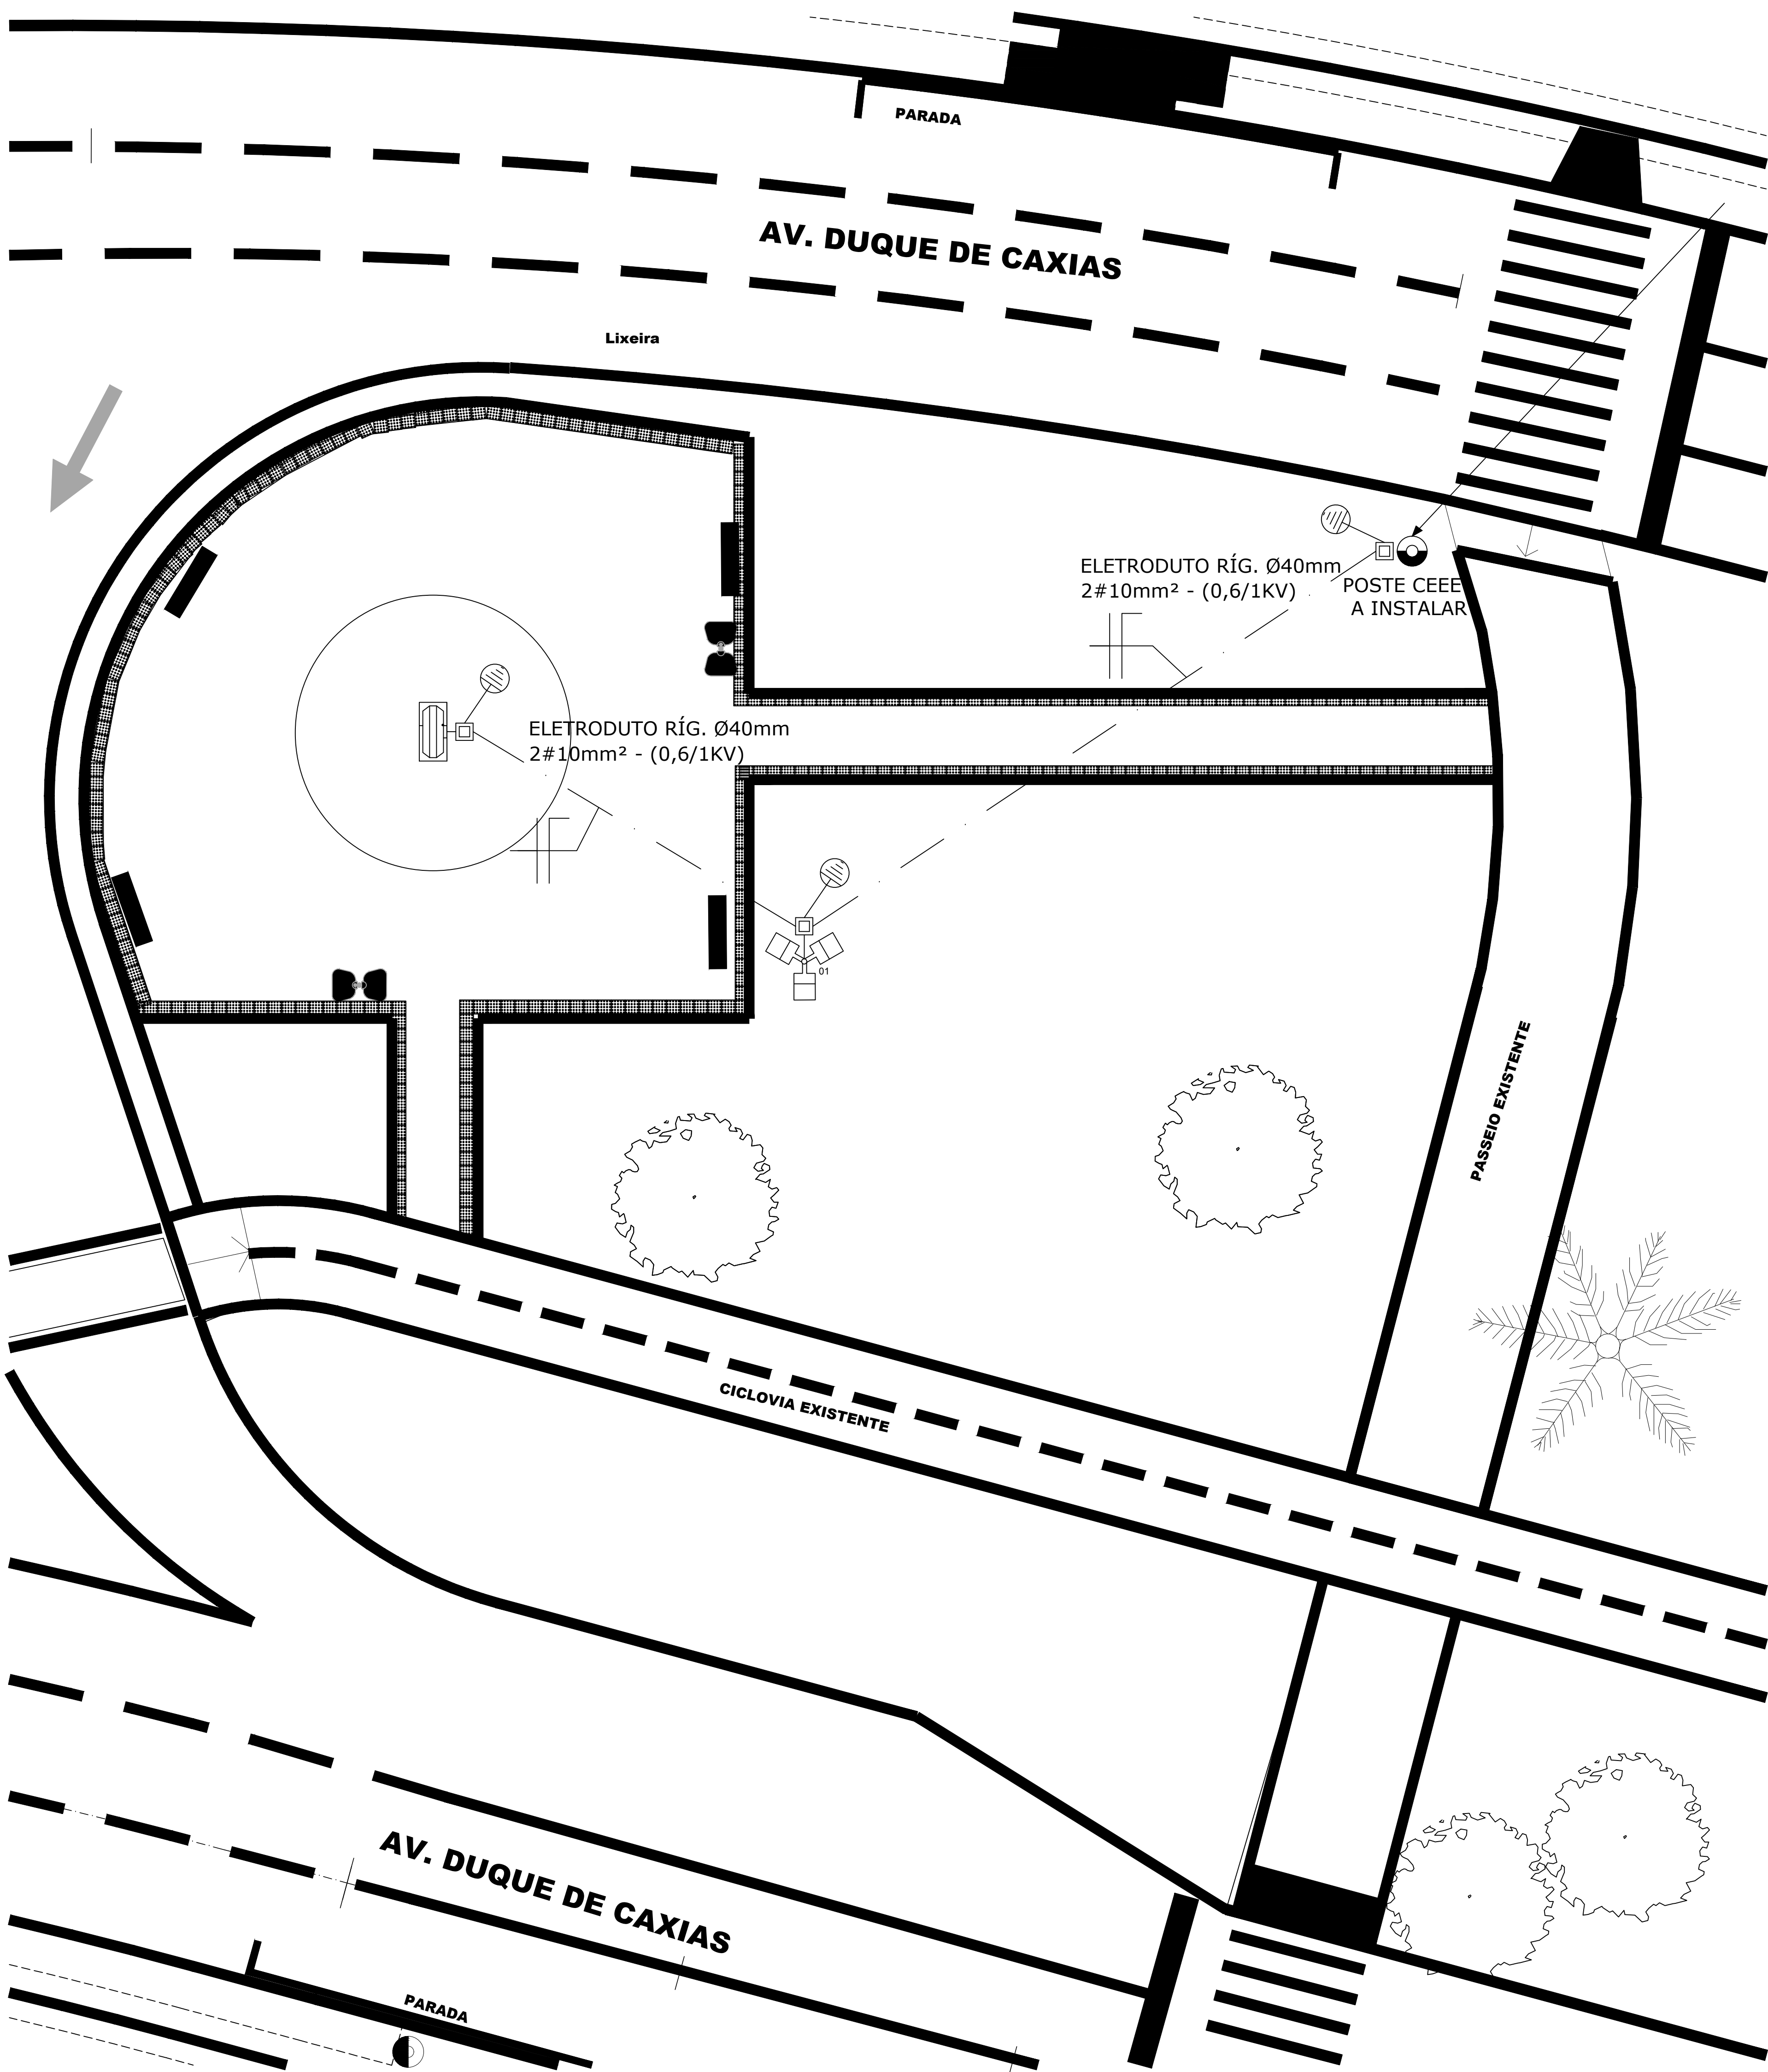 PARADA
AV. DUQUE DE CAXIAS
Lixeira
ELETRODUTO RÍG. Ø40mm
2#10mm² - (0,6/1KV)
POSTE CEEE
A INSTALAR
ELETRODUTO RÍG. Ø40mm
2#10mm² - (0,6/1KV)
01
PASSEIO EXISTENTE
CICLOVIA EXISTENTE
AV. DUQUE DE CAXIAS
PARADA